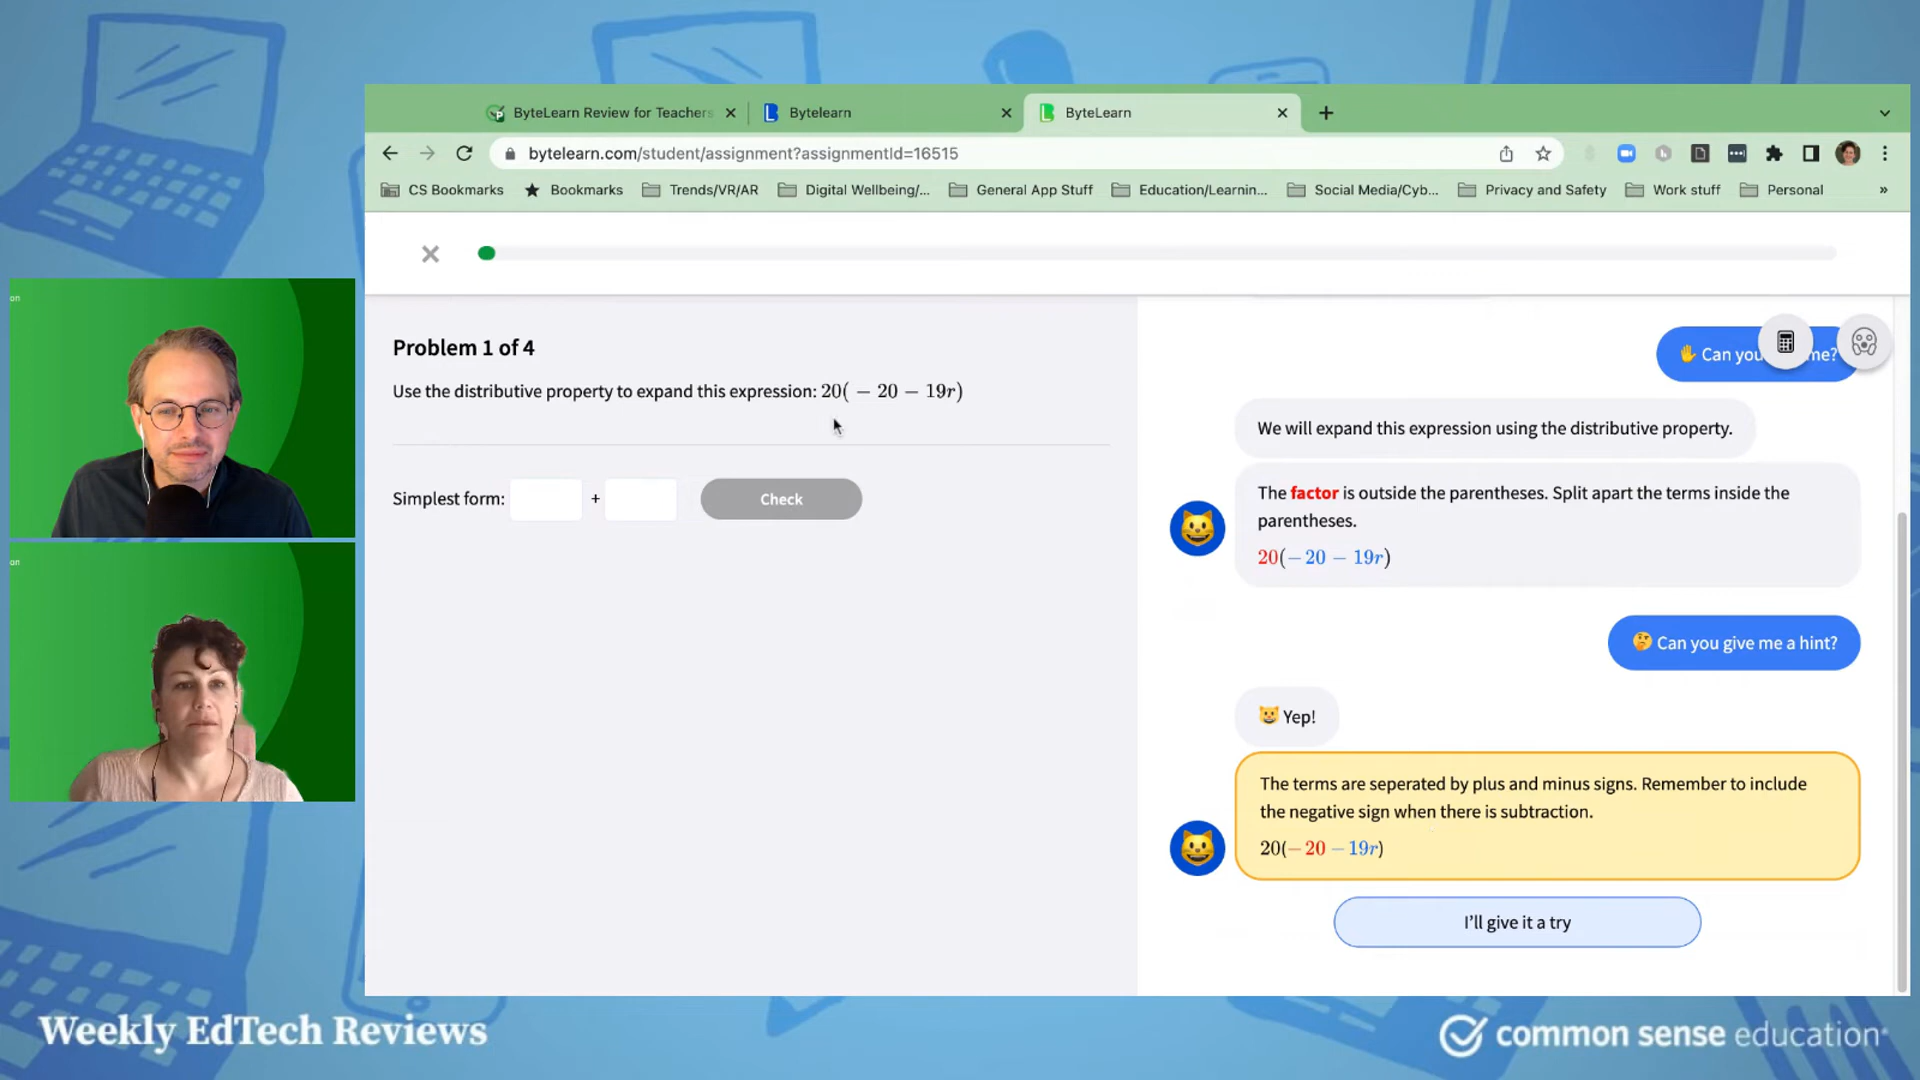 ByteLearn Review for Teachers
Bytelearn
ByteLearn
bytelearn.com/student/assignment?assignmentId=16515
CS Bookmarks
Bookmarks
Trends/VR/AR
Digital Wellbeing/...
General App Stuff
Education/Learnin...
Social Media/Cyb...
Privacy and Safety
Work stuff
Personal
»
on
on
Problem 1 of 4
Use the distributive property to expand this expression: 20( − 20 − 19r)
Simplest form:
+
Check
Can you me?
We will expand this expression using the distributive property.
The factor is outside the parentheses. Split apart the terms inside the
parentheses.
20(−20 − 19r)
🤔 Can you give me a hint?
😺 Yep!
The terms are seperated by plus and minus signs. Remember to include
the negative sign when there is subtraction.
20(−20 −19r)
I'll give it a try
Weekly EdTech Reviews
common sense education®